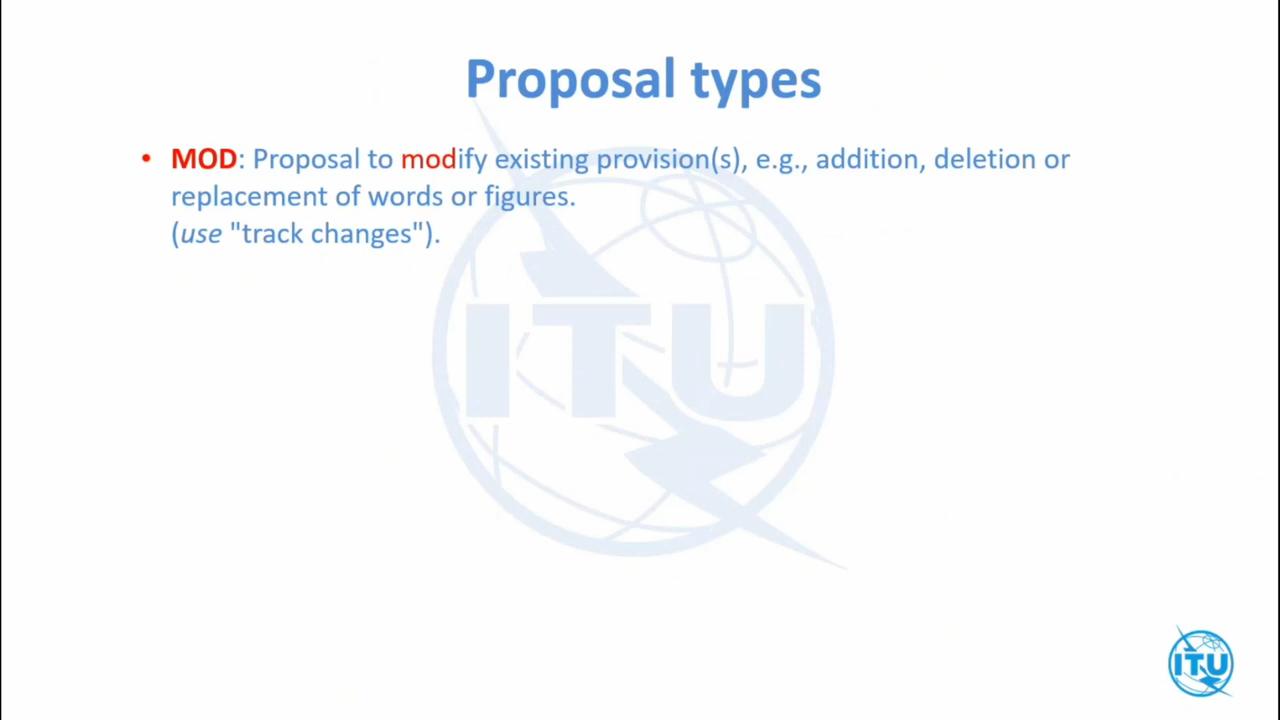 Proposal types
• MOD: Proposal to modify existing provision(s), e.g., addition, deletion or
replacement of words or figures.
(use "track changes").
ITU
ITU